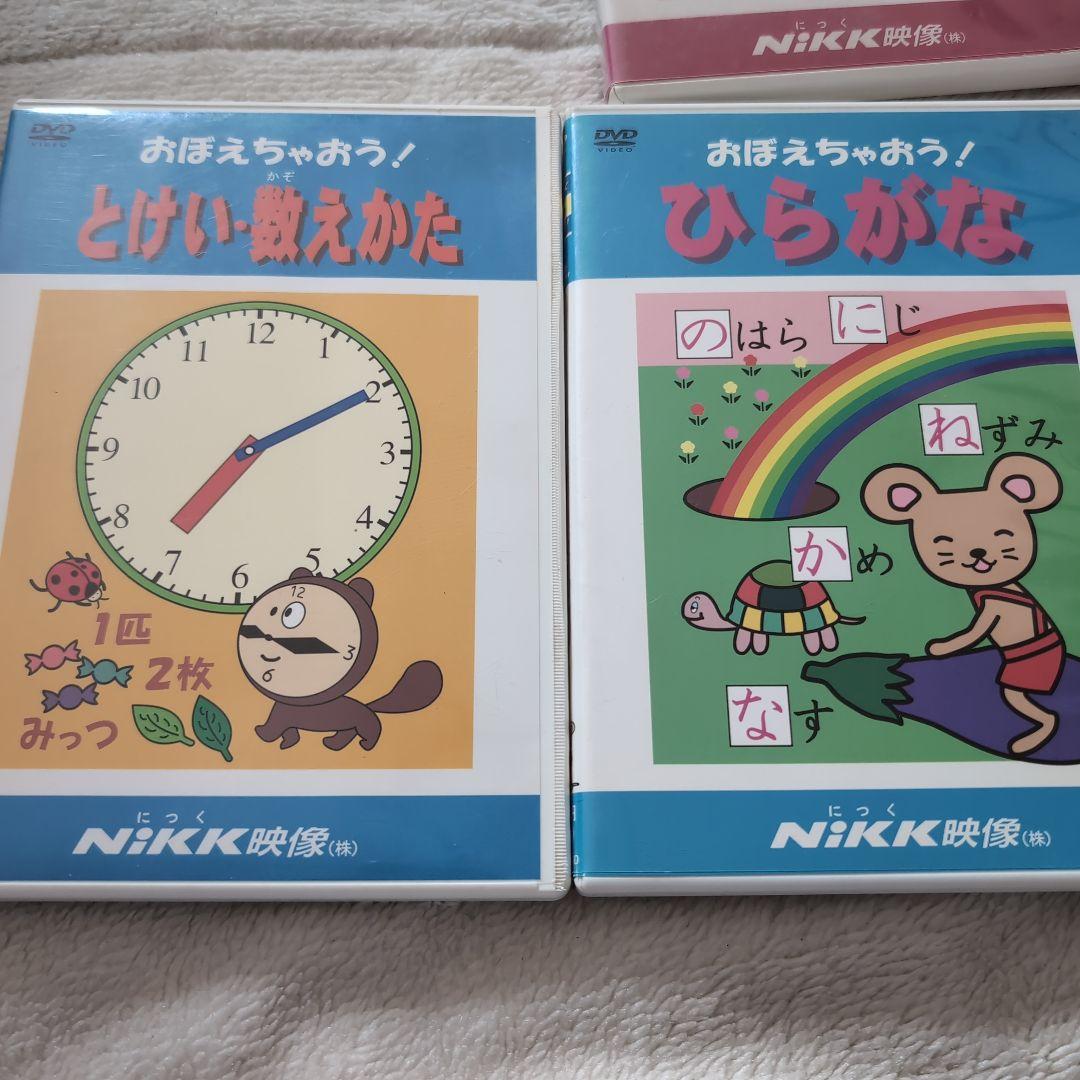 にっく
NiKK映像(株)
DVD
VIDEO
おぼえちゃおう!
かぞ
とけい・数えかた
12
1
2
3
4
5
6
7
8
9
10
11
12
3
6
1匹
2枚
みっつ
にっく
NiKK映像(株)
DVD
VIDEO
おぼえちゃおう!
ひらがな
のはら
にじ
ねずみ
かめ
なす
にっく
NiKK映像(株)